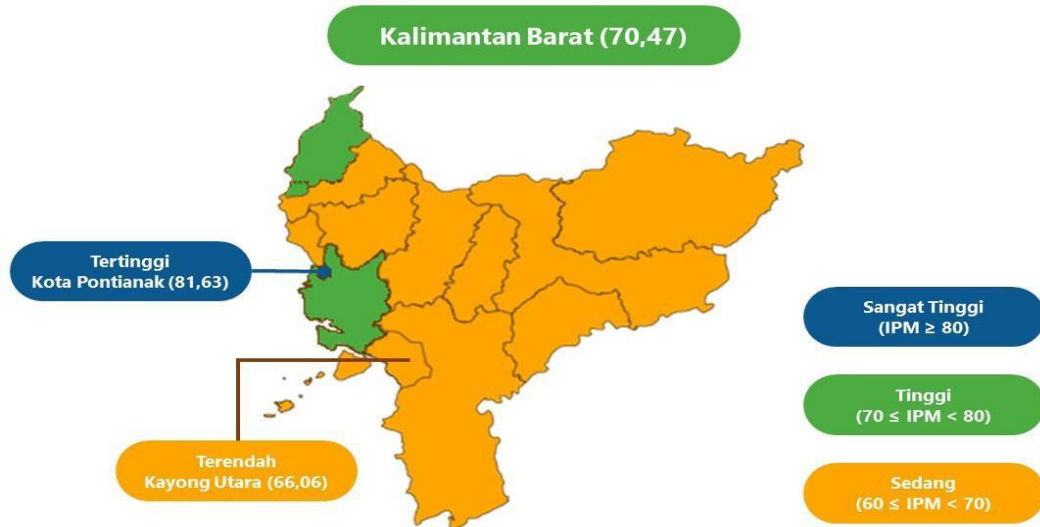 Kalimantan Barat (70,47)
Tertinggi
Kota Pontianak (81,63)
Sangat Tinggi
(IPM ≥ 80)
Tinggi
(70 ≤ IPM < 80)
Terendah
Kayong Utara (66,06)
Sedang
(60 ≤ IPM < 70)